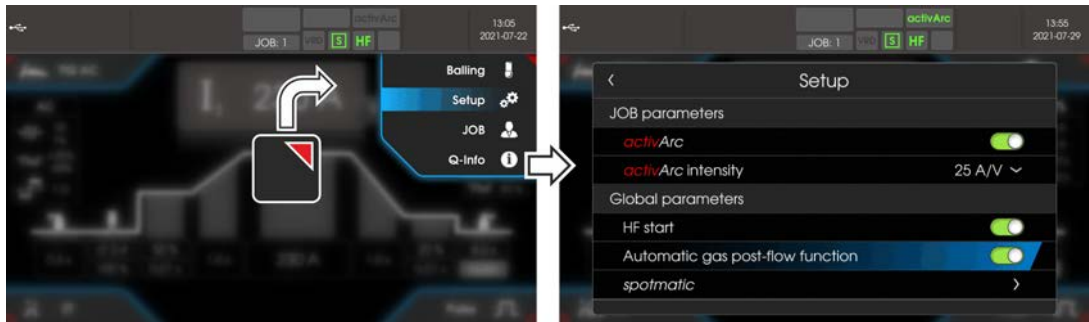 activArc
13:05
JOB: 1 VRD S HF
2021-07-22
Balling
Setup
JOB
Q-Info
activArc
13:55
JOB: 1 VRD S HF
2021-07-29
Setup
JOB parameters
activArc
activArc intensity 25 A/V
Global parameters
HF start
Automatic gas post-flow function
spotmatic